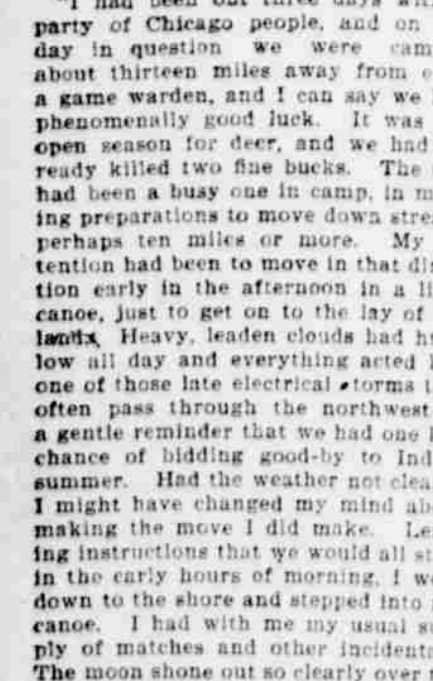 "I had been out three days wi
party of Chicago people, and on
day in question we were cam
about thirteen miles away from e
a game warden, and I can say we
phenomenally good luck. It was
open season for deer, and we had
ready killed two fine bucks. The
had been a busy one in camp, in m
ing preparations to move down stre
perhaps ten miles or more. My
tention had been to move in that di
tion early in the afternoon in a li
canoe, just to get on to the lay of
Heavy, leaden clouds had h
low all day and everything acted l
one of those late electrical storms t
often pass through the northwest
a gentle reminder that we had one l
chance of bidding good-by to Ind
summer. Had the weather not clea
I might have changed my mind ab
making the move I did make. Le
ing instructions that we would all st
in the early hours of morning, I we
down to the shore and stepped into
canoe. I had with me my usual su
ply of matches and other incident
The moon shone out so clearly over